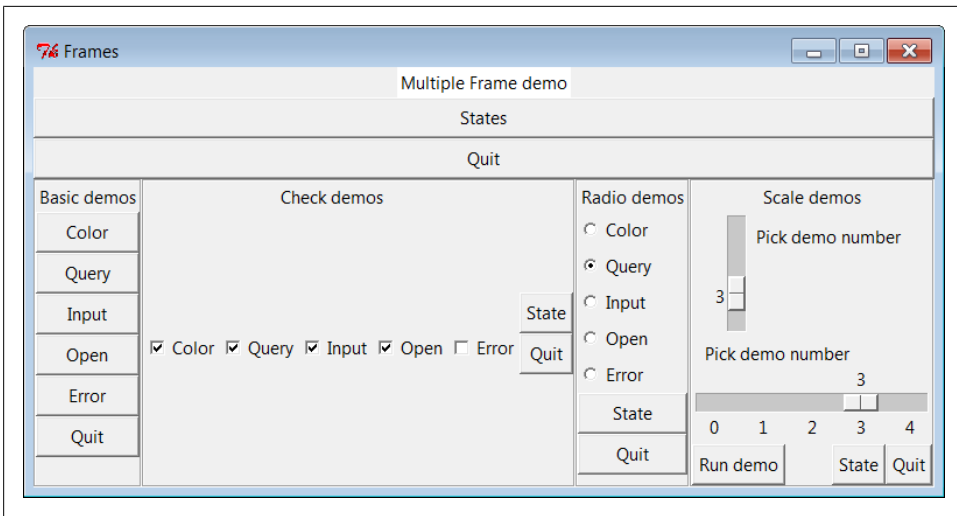 Frames
Multiple Frame demo
States
Quit
Basic demos
Color
Query
Input
Open
Error
Quit
Check demos
Color Query Input Open Error
State
Quit
Radio demos
Color
Query
Input
Open
Error
State
Quit
Scale demos
Pick demo number
3
Pick demo number
3
0 1 2 3 4
Run demo State Quit